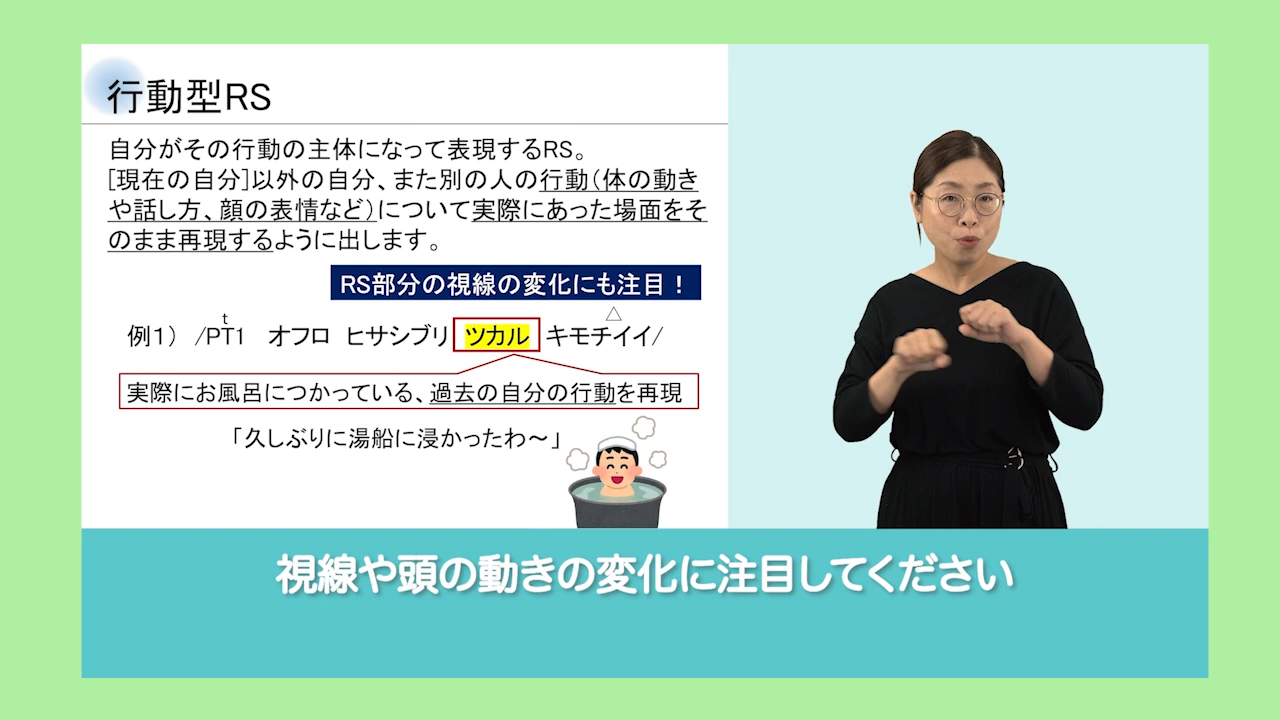 行動型RS
自分がその行動の主体になって表現するRS。
[現在の自分]以外の自分、また別の人の行動(体の動き
や話し方、顔の表情など)について実際にあった場面をそ
のまま再現するように出します。
RS部分の視線の変化にも注目！
t △
例1) /PT1 オフロ ヒサシブリ ツカル キモチイイ/
実際にお風呂につかっている、過去の自分の行動を再現
「久しぶりに湯船に浸かったわ～」
視線や頭の動きの変化に注目してください